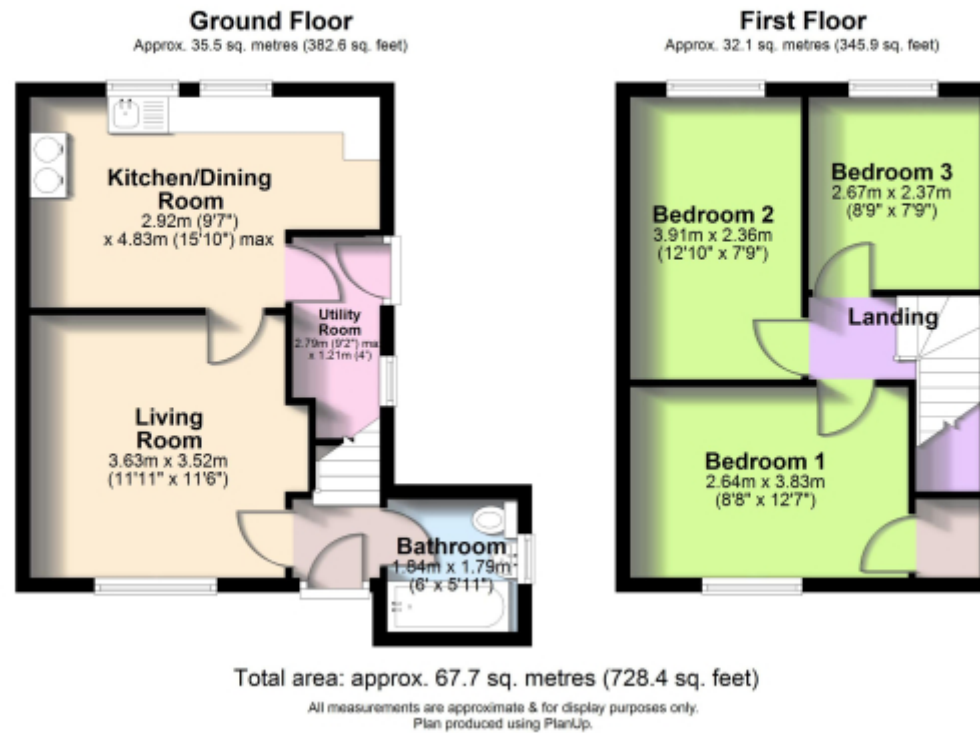 Ground Floor
Approx. 35.5 sq. metres (382.6 sq. feet)
Kitchen/Dining
Room
2.92m (9'7")
x 4.83m (15'10") max
Utility
Room
2.79m (9'2") max
x 1.21m (4')
Living
Room
3.63m x 3.52m
(11'11" x 11'6")
Bathroom
1.84m x 1.79m
(6' x 5'11")
First Floor
Approx. 32.1 sq. metres (345.9 sq. feet)
Bedroom 3
2.67m x 2.37m
(8'9" x 7'9")
Bedroom 2
3.91m x 2.36m
(12'10" x 7'9")
Landing
Bedroom 1
2.64m x 3.83m
(8'8" x 12'7")
Total area: approx. 67.7 sq. metres (728.4 sq. feet)
All measurements are approximate & for display purposes only.
Plan produced using PlanUp.